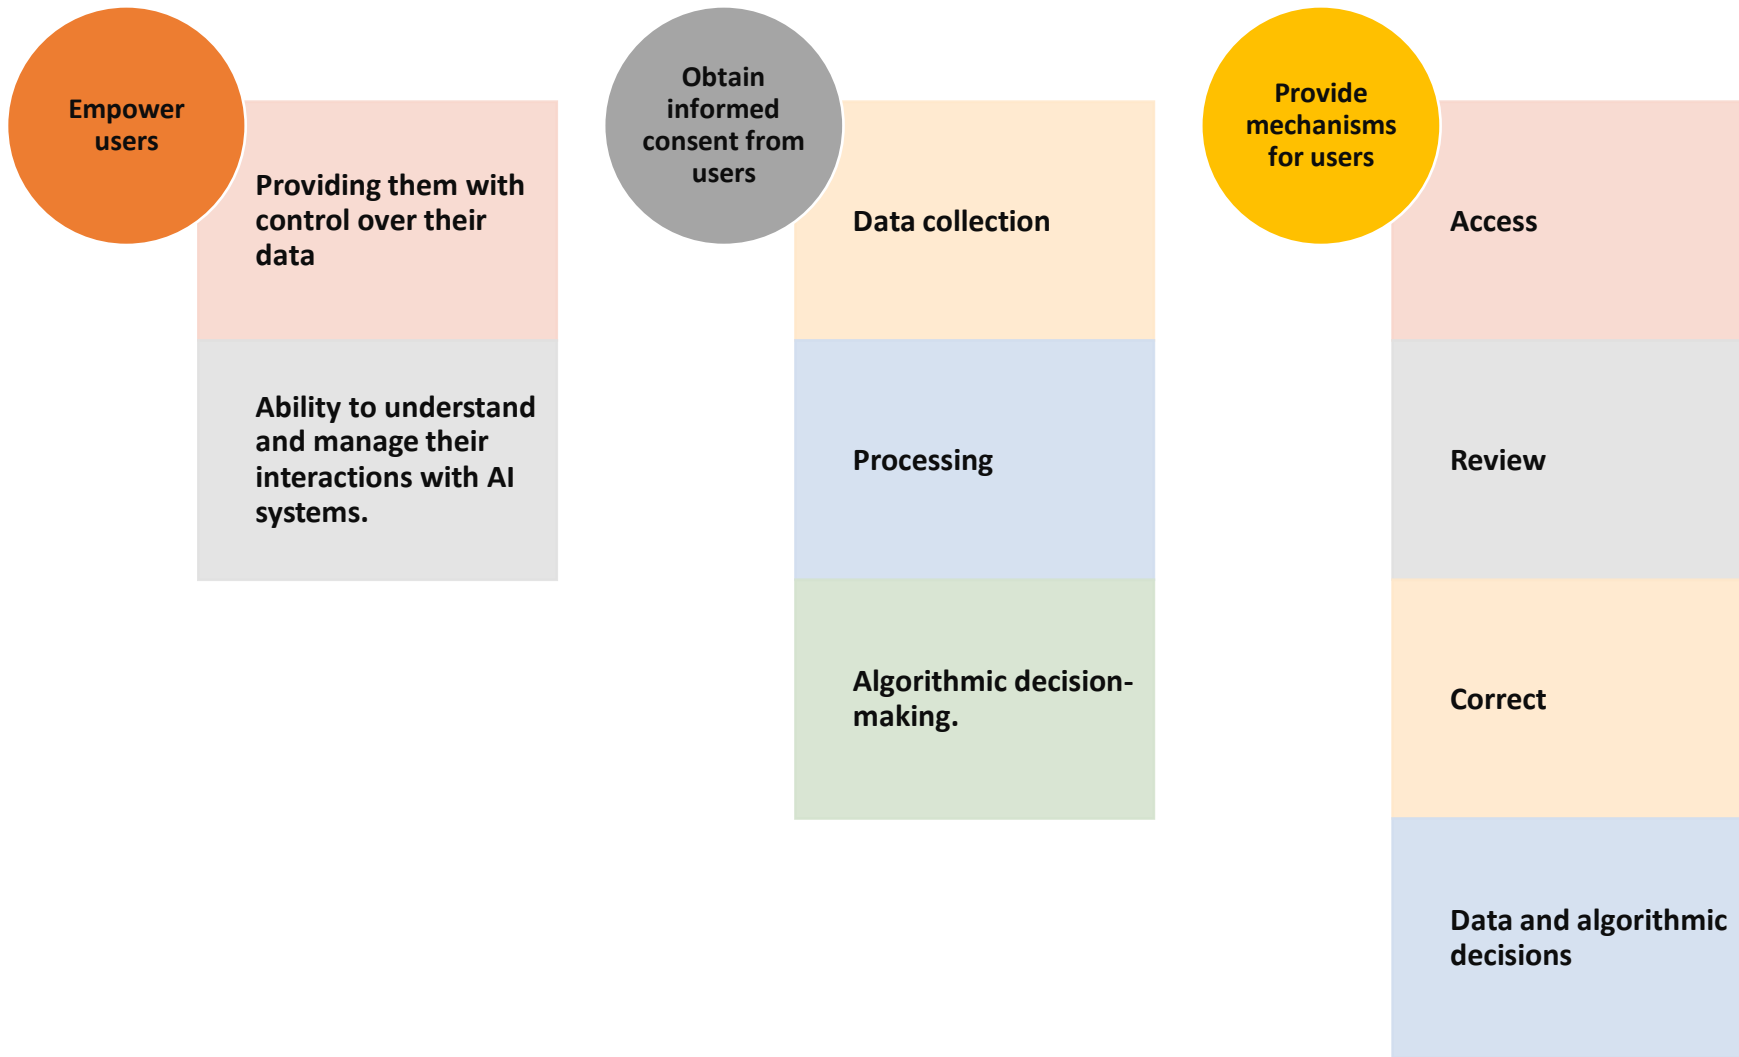 Empower
users
Providing them with
control over their
data
Ability to understand
and manage their
interactions with AI
systems.
Obtain
informed
consent from
users
Data collection
Processing
Algorithmic decision-
making.
Provide
mechanisms
for users
Access
Review
Correct
Data and algorithmic
decisions